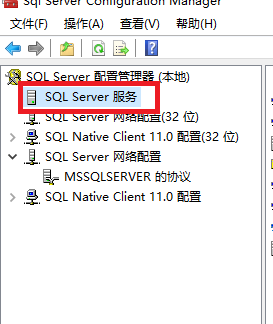 Sql Server Configuration Manager
文件(F) 操作(A) 查看(V) 帮助(H)
SQL Server 配置管理器 (本地)
SQL Server 服务
SQL Server 网络配置(32 位)
SQL Native Client 11.0 配置(32 位)
SQL Server 网络配置
MSSQLSERVER 的协议
SQL Native Client 11.0 配置